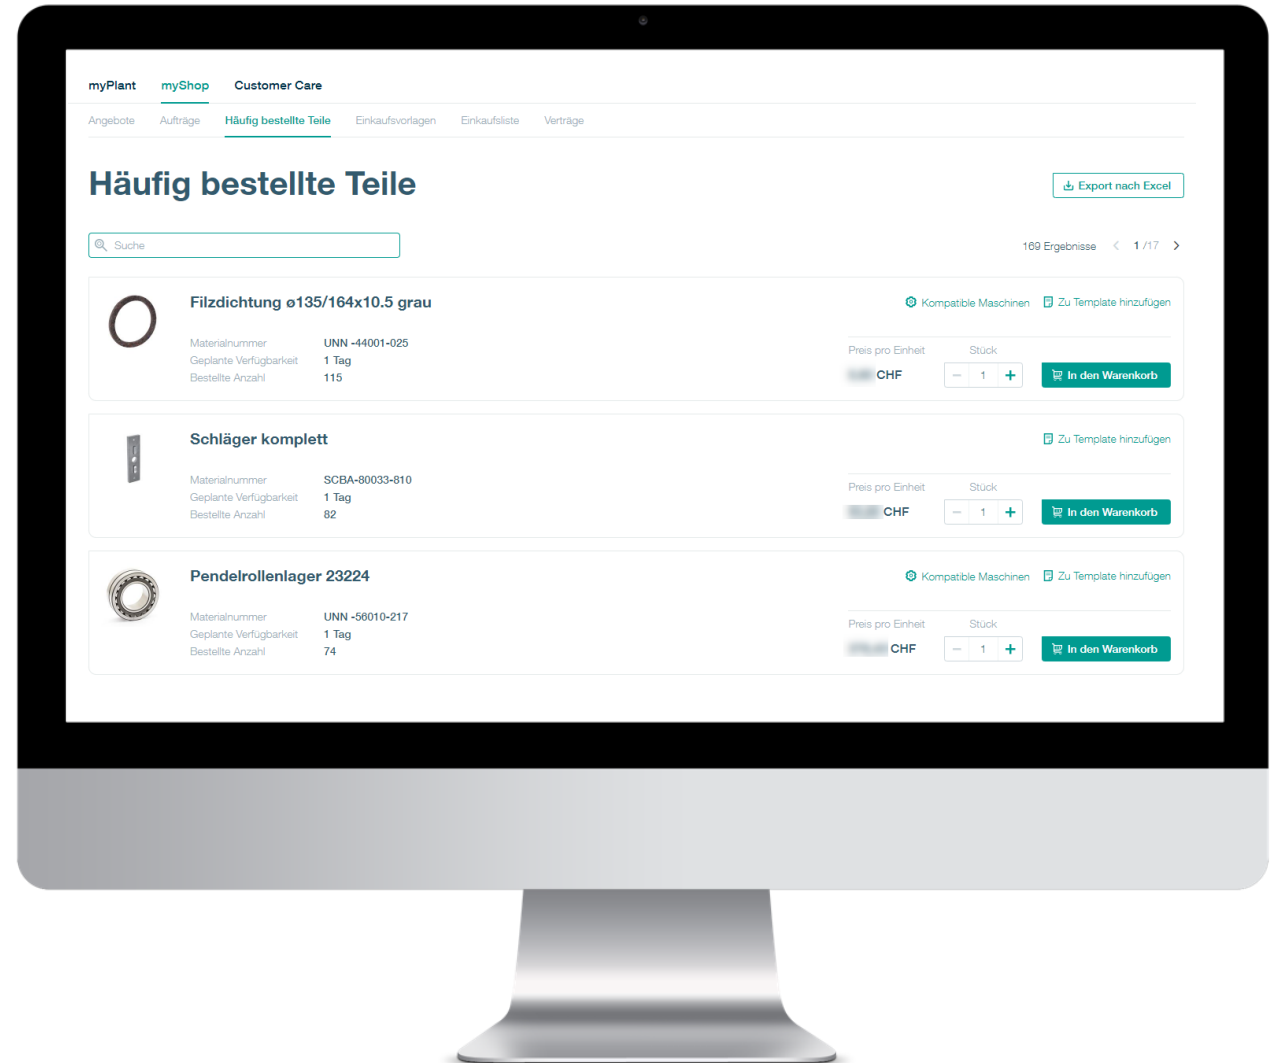 myPlant myShop Customer Care
Angebote Aufträge Häufig bestellte Teile Einkaufsvorlagen Einkaufsliste Verträge
Häufig bestellte Teile
Export nach Excel
Suche
169 Ergebnisse 1 /17
Filzdichtung ø135/164x10.5 grau
Kompatible Maschinen Zu Template hinzufügen
Materialnummer UNN -44001-025
Geplante Verfügbarkeit 1 Tag
Bestellte Anzahl 115
Preis pro Einheit Stück
CHF 1 In den Warenkorb
Schläger komplett
Zu Template hinzufügen
Materialnummer SCBA-80033-810
Geplante Verfügbarkeit 1 Tag
Bestellte Anzahl 82
Preis pro Einheit Stück
CHF 1 In den Warenkorb
Pendelrollenlager 23224
Kompatible Maschinen Zu Template hinzufügen
Materialnummer UNN -56010-217
Geplante Verfügbarkeit 1 Tag
Bestellte Anzahl 74
Preis pro Einheit Stück
CHF 1 In den Warenkorb